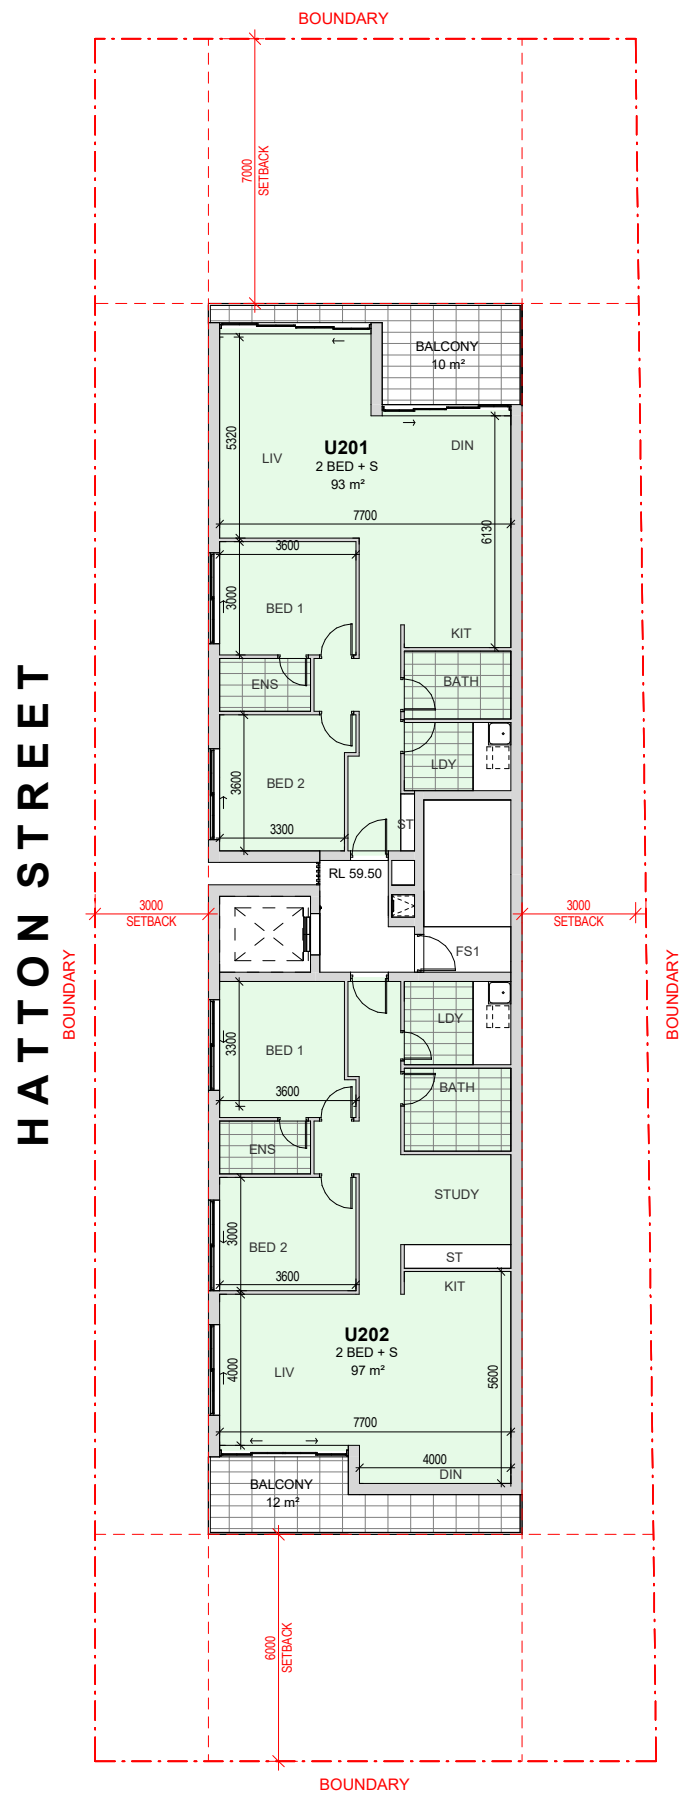 BOUNDARY
7000
SETBACK
BALCONY
10 m²
5320
LIV
U201
2 BED + S
93 m²
DIN
7700
6130
3600
3000
BED 1
KIT
ENS
BATH
LDY
BED 2
3600
3300
ST
RL 59.50
HATTON STREET
3000
SETBACK
3000
SETBACK
FS1
BOUNDARY
BOUNDARY
LDY
BED 1
3300
3600
BATH
ENS
STUDY
BED 2
3000
ST
3600
KIT
U202
2 BED + S
97 m²
LIV
4000
5600
7700
4000
DIN
BALCONY
12 m²
6000
SETBACK
BOUNDARY